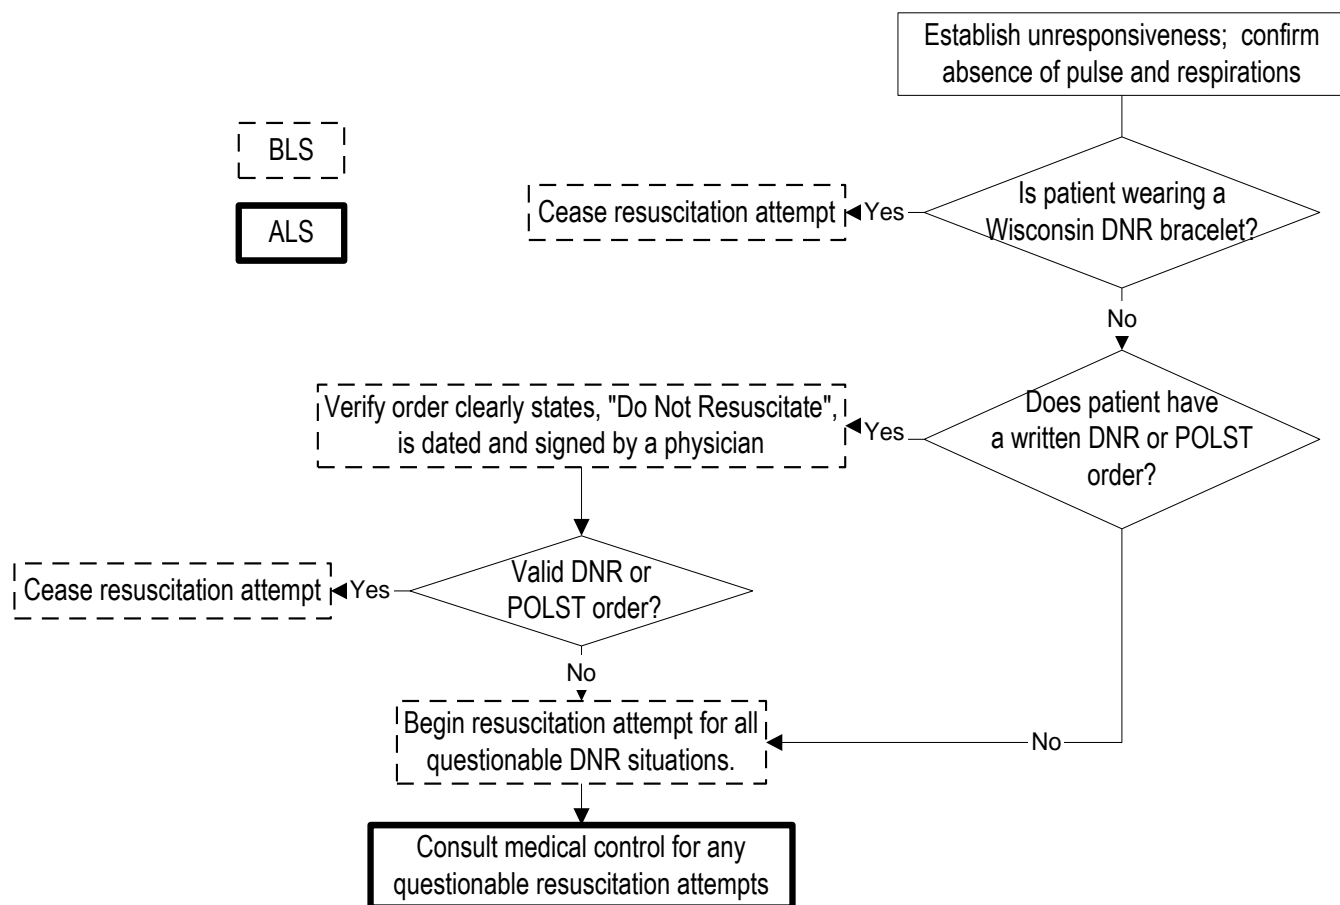 Establish unresponsiveness; confirm
absence of pulse and respirations
BLS
ALS
Is patient wearing a
Wisconsin DNR bracelet?
Yes
Cease resuscitation attempt
No
Does patient have
a written DNR or POLST
order?
Yes
Verify order clearly states, "Do Not Resuscitate",
is dated and signed by a physician
Valid DNR or
POLST order?
Yes
Cease resuscitation attempt
No
No
Begin resuscitation attempt for all
questionable DNR situations.
Consult medical control for any
questionable resuscitation attempts